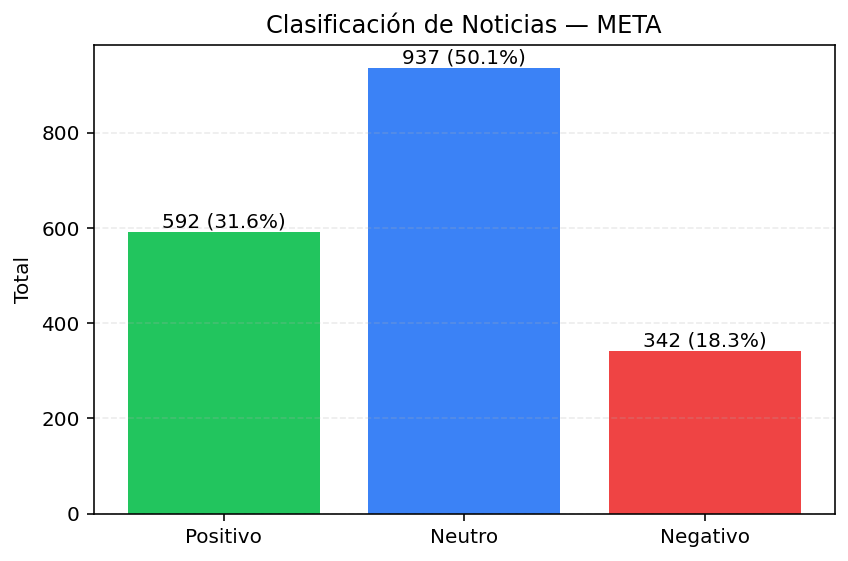 Clasificación de Noticias — META
937 (50.1%)
592 (31.6%)
342 (18.3%)
Total
800
600
400
200
0
Positivo
Neutro
Negativo